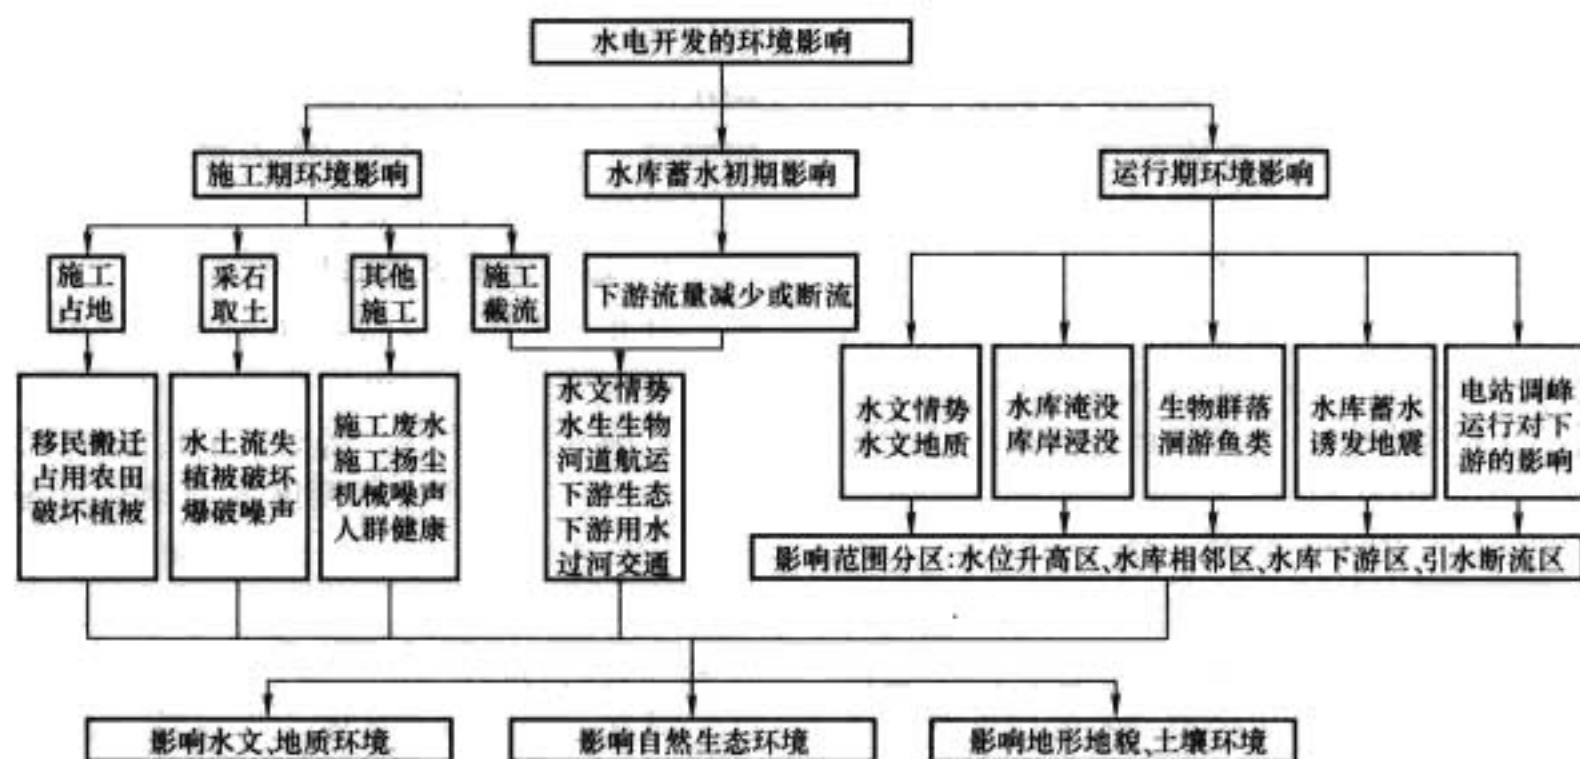 水电开发的环境影响
施工期环境影响
水库蓄水初期影响
运行期环境影响
施工
占地
采石
取土
其他
施工
施工
截流
下游流量减少或断流
移民搬迁
占用农田
破坏植被
水土流失
植被破坏
爆破噪声
施工废水
施工扬尘
机械噪声
人群健康
水文情势
水生生物
河道航运
下游生态
下游用水
过河交通
水文情势
水文地质
水库淹没
库岸浸没
生物群落
洄游鱼类
水库蓄水
诱发地震
电站调峰
运行对下
游的影响
影响范围分区:水位升高区、水库相邻区、水库下游区、引水断流区
影响水文、地质环境
影响自然生态环境
影响地形地貌、土壤环境